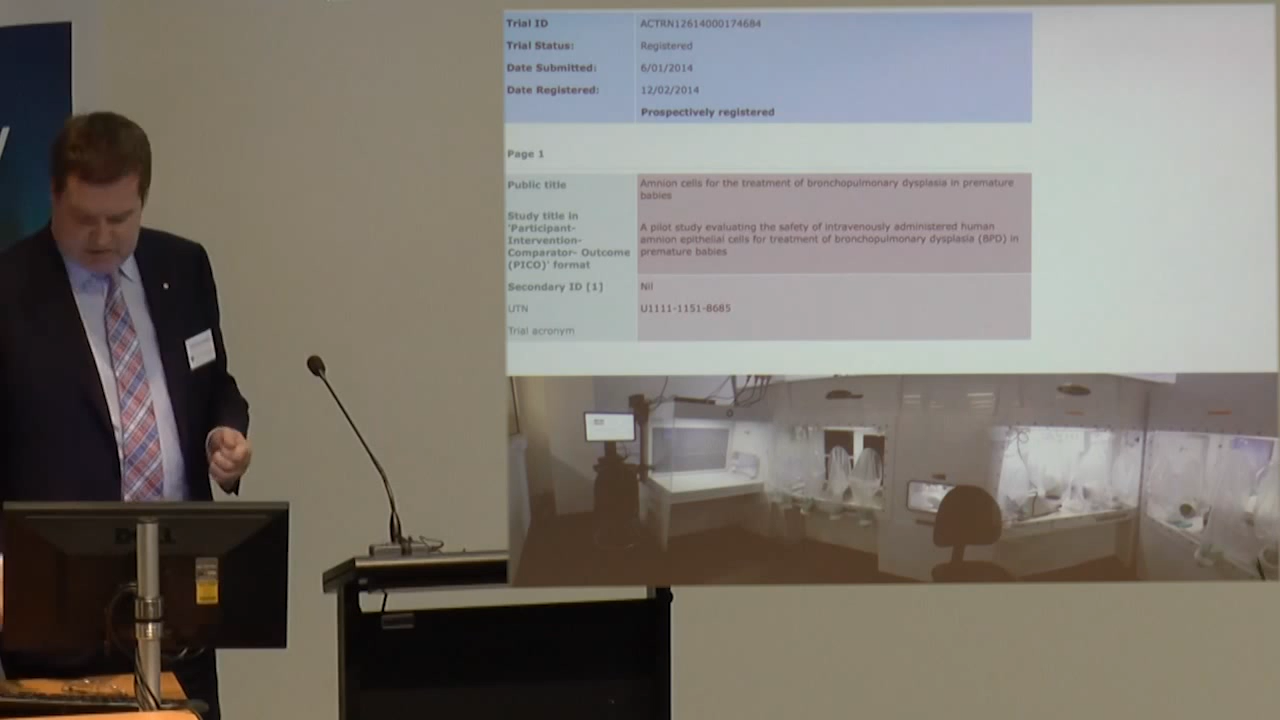 Trial ID ACTRN12614000174684
Trial Status: Registered
Date Submitted: 6/01/2014
Date Registered: 12/02/2014
Prospectively registered
Page 1
Public title Amnion cells for the treatment of bronchopulmonary dysplasia in premature
babies
Study title in
'Participant-
Intervention-
Comparator- Outcome
(PICO)' format
A pilot study evaluating the safety of intravenously administered human
amnion epithelial cells for treatment of bronchopulmonary dysplasia (BPD) in
premature babies
Secondary ID [1] Nil
UTN U1111-1151-8685
Trial acronym
DELL